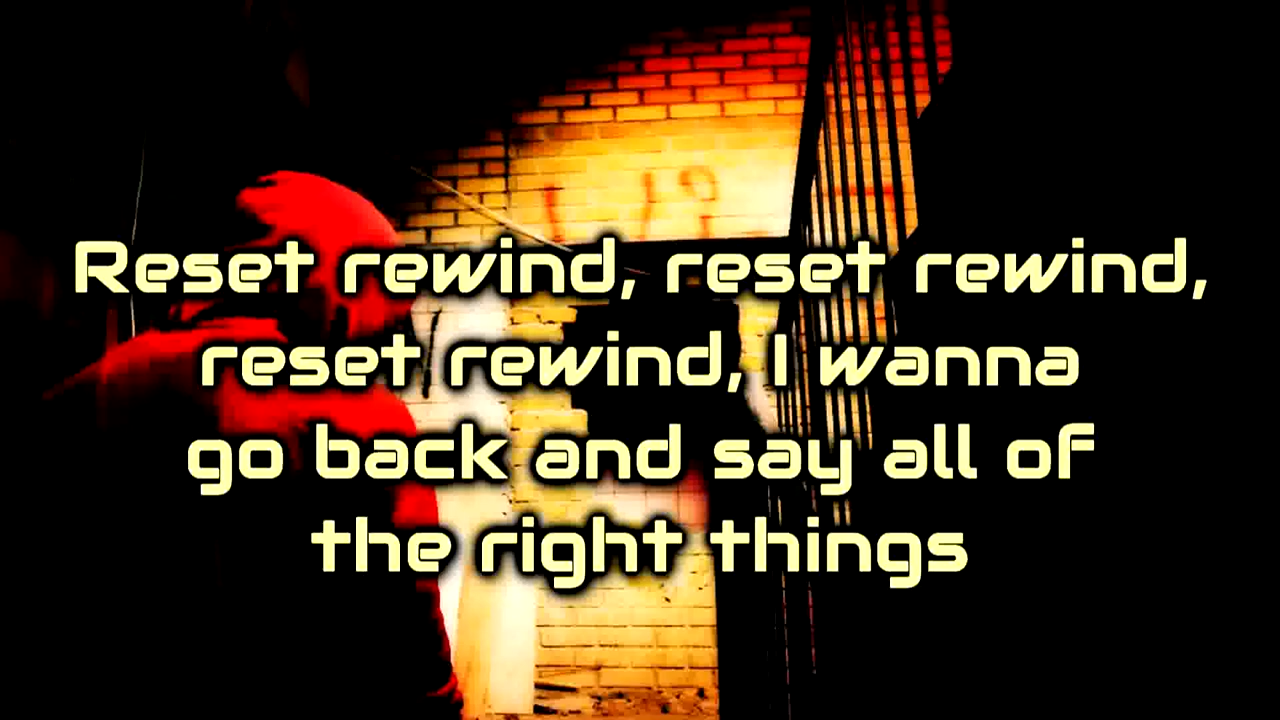 Reset rewind, reset rewind,
reset rewind, I wanna
go back and say all of
the right things